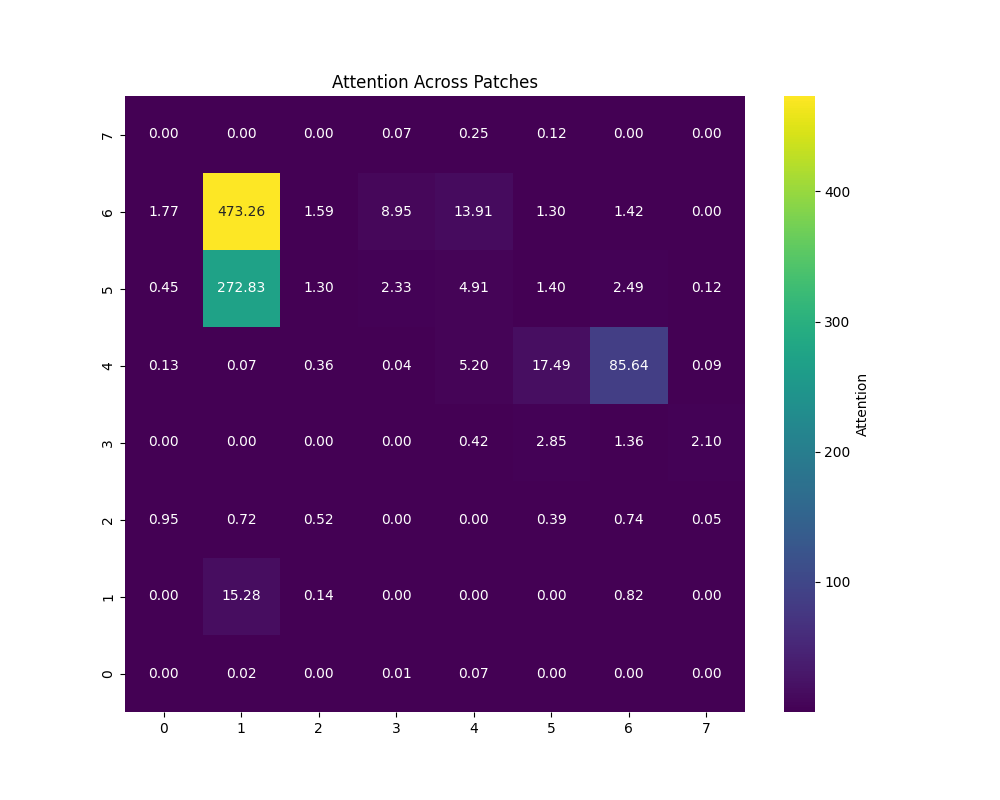 Attention Across Patches
7 0.00 0.00 0.00 0.07 0.25 0.12 0.00 0.00
6 1.77 473.26 1.59 8.95 13.91 1.30 1.42 0.00
5 0.45 272.83 1.30 2.33 4.91 1.40 2.49 0.12
4 0.13 0.07 0.36 0.04 5.20 17.49 85.64 0.09
3 0.00 0.00 0.00 0.00 0.42 2.85 1.36 2.10
2 0.95 0.72 0.52 0.00 0.00 0.39 0.74 0.05
1 0.00 15.28 0.14 0.00 0.00 0.00 0.82 0.00
0 0.00 0.02 0.00 0.01 0.07 0.00 0.00 0.00
0 1 2 3 4 5 6 7
400
300
200
100
Attention